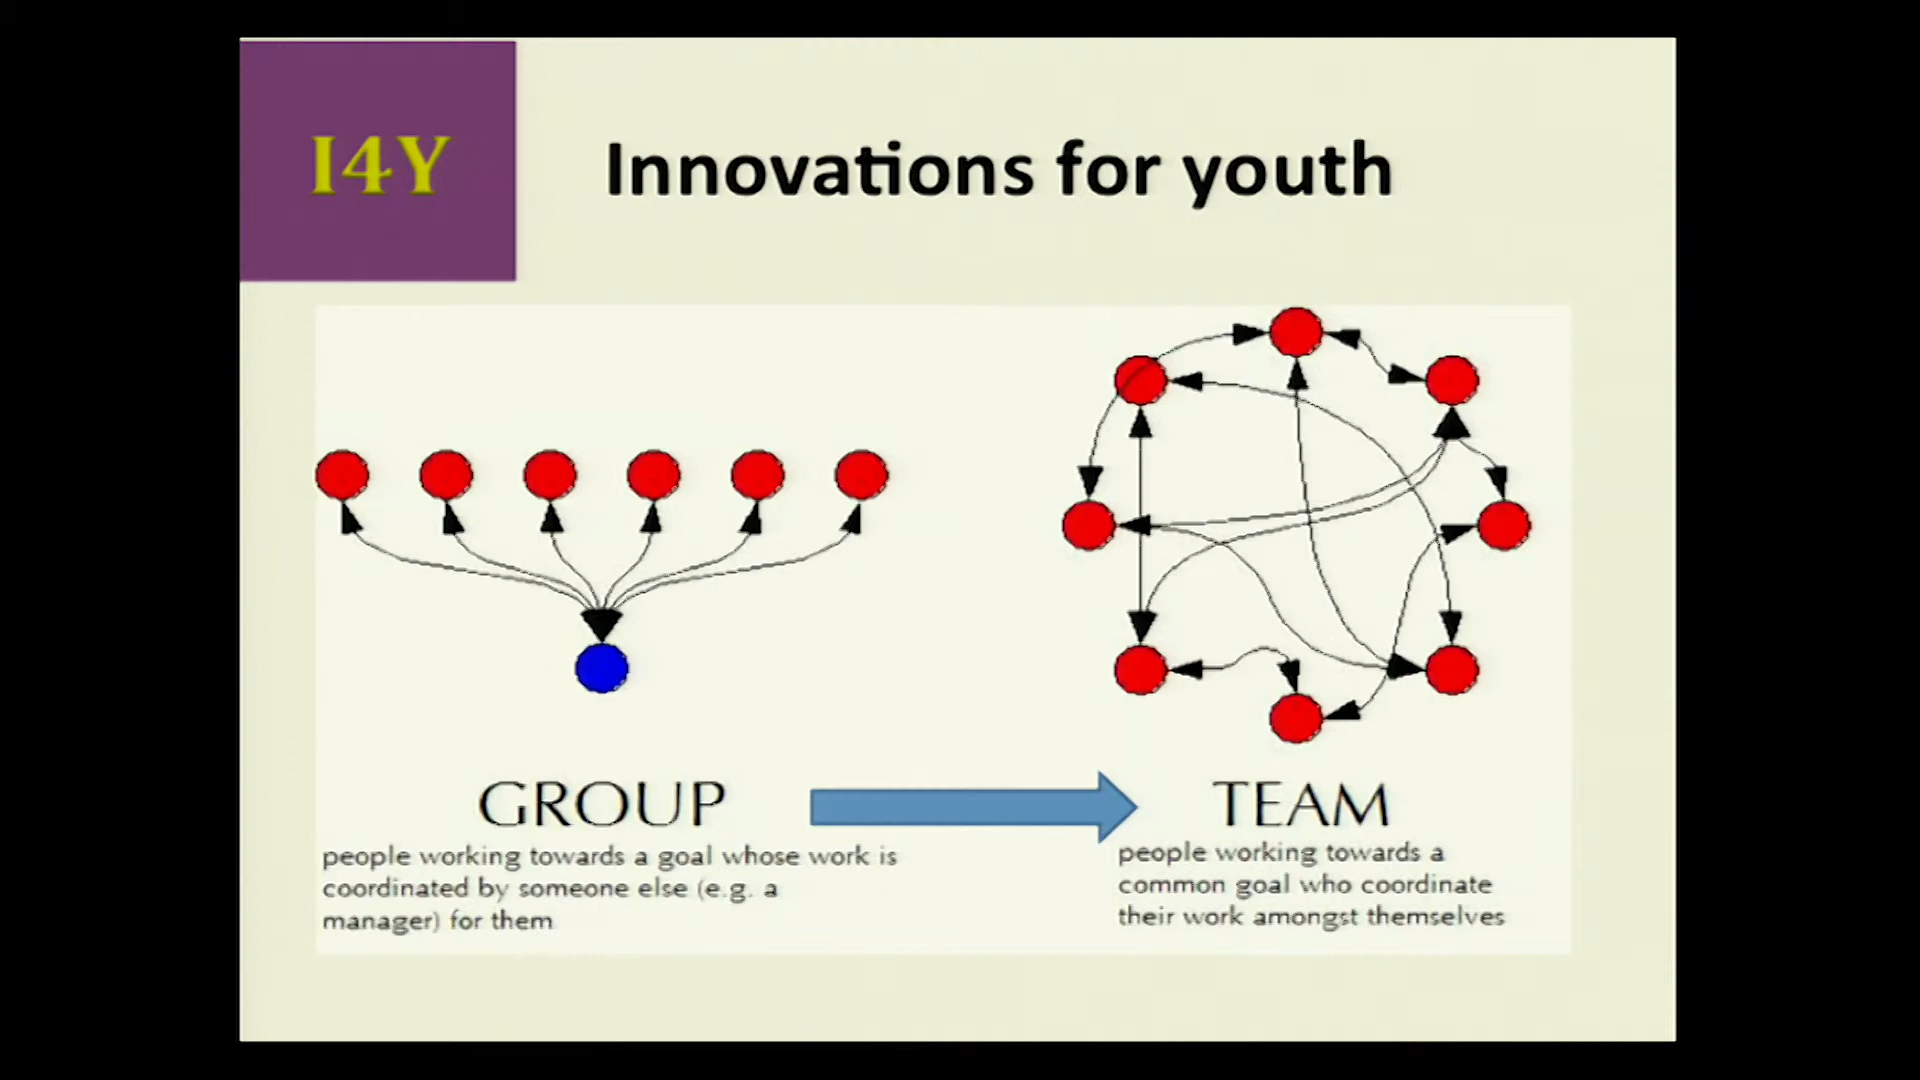 I4Y
Innovations for youth
GROUP
people working towards a goal whose work is
coordinated by someone else (e.g. a
manager) for them
TEAM
people working towards a
common goal who coordinate
their work amongst themselves